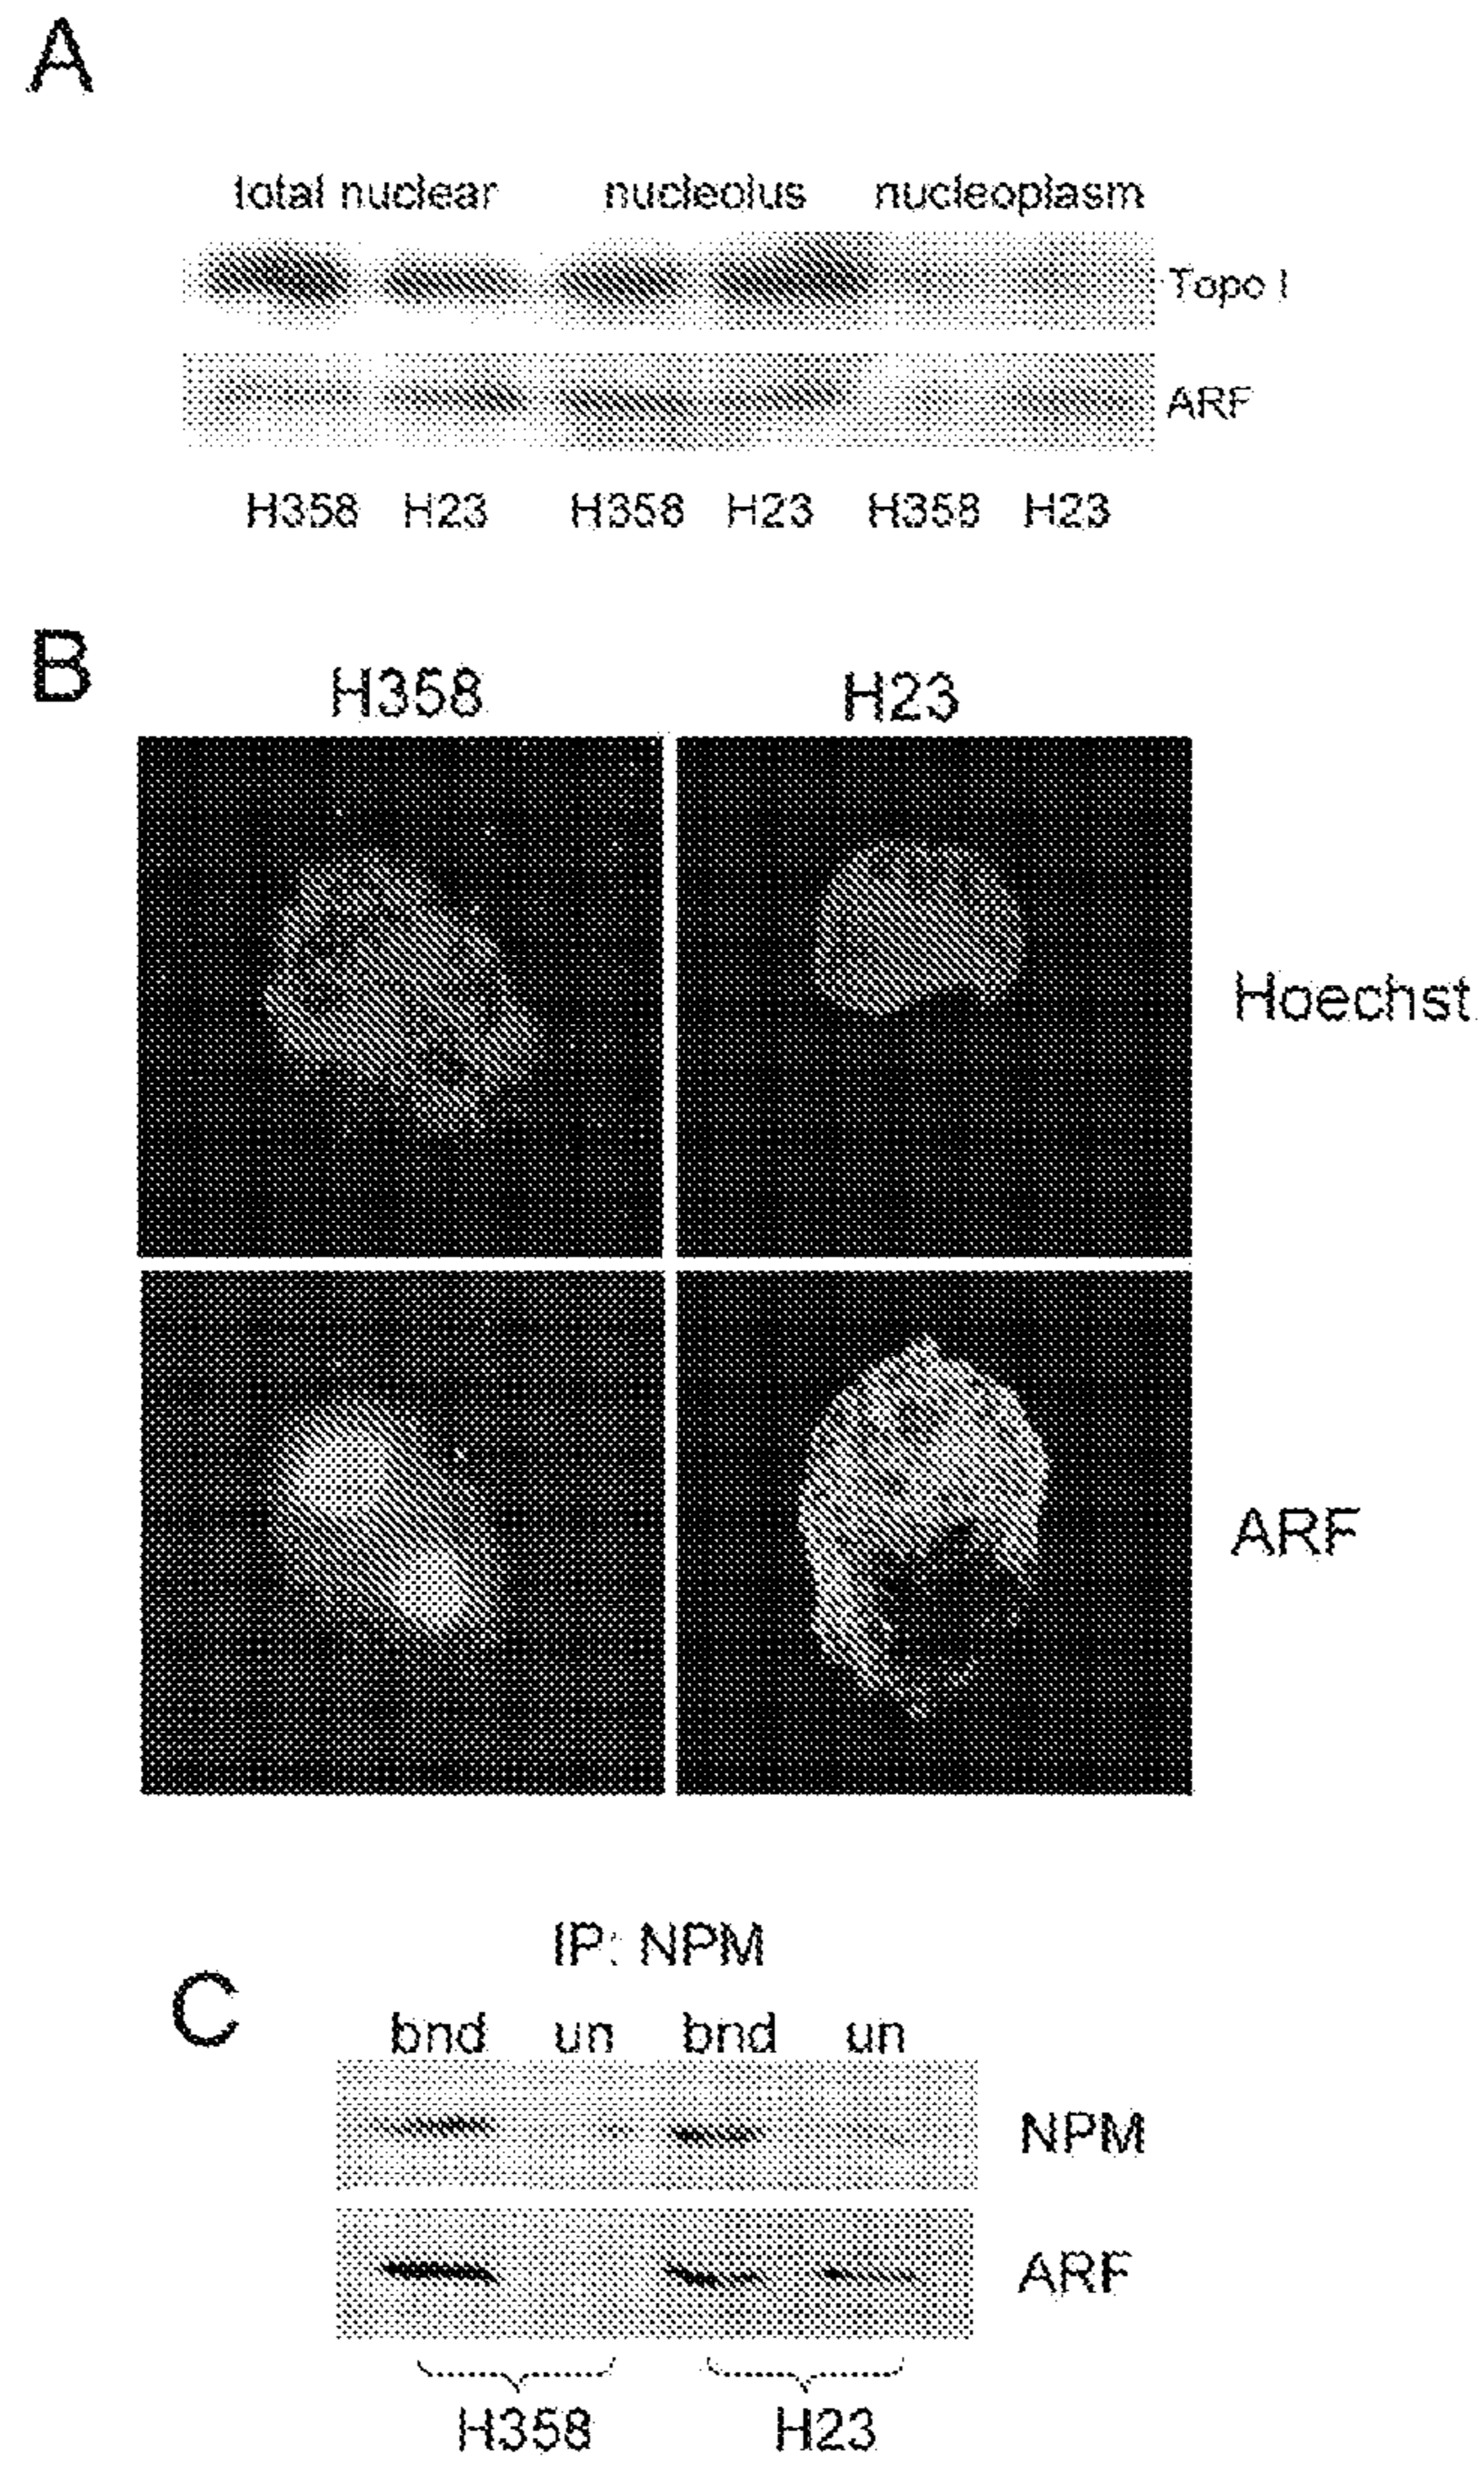 A
total nuclear nucleolus nucleoplasm
Topo I
ARF
H358 H23 H358 H23 H358 H23
B
H358 H23
Hoechst
ARF
C
IP: NPM
bnd un bnd un
NPM
ARF
H358 H23